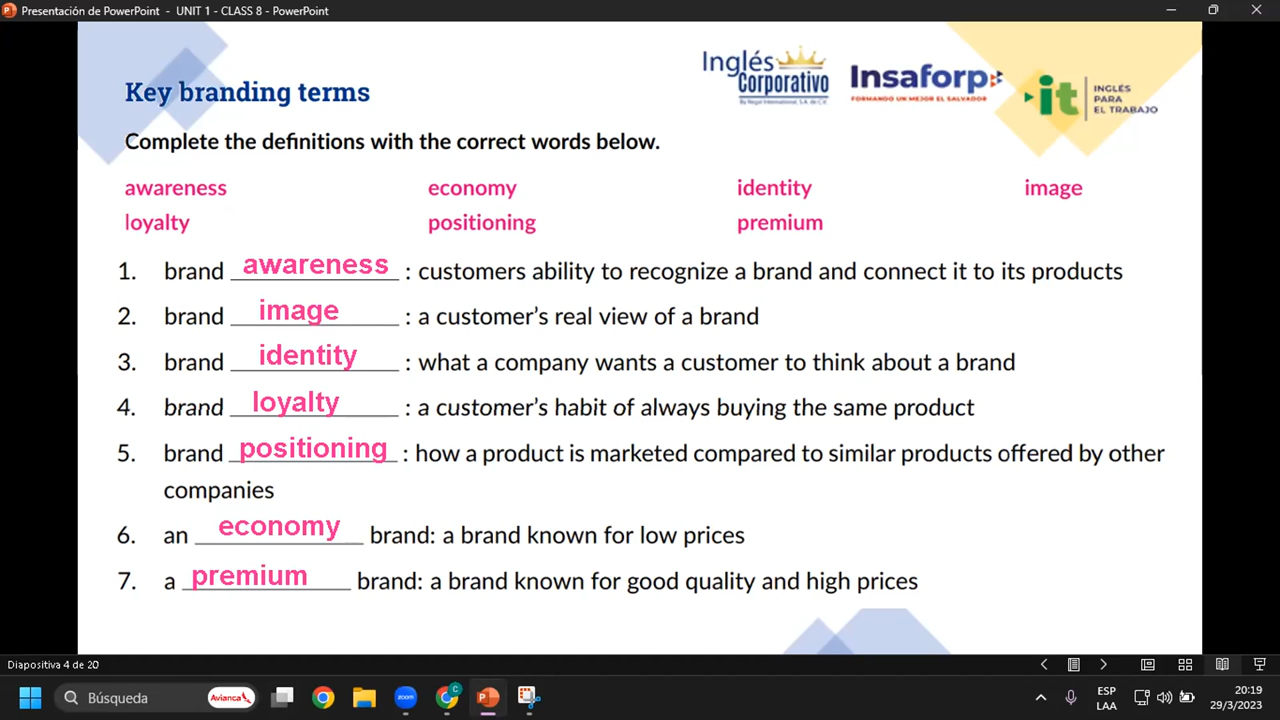 Presentación de PowerPoint - UNIT 1 - CLASS 8 - PowerPoint
Inglés
Corporativo
By Regal International, S.A. de C.V.
Insaforp
FORMANDO UN MEJOR EL SALVADOR
it
INGLÉS
PARA
EL TRABAJO
Key branding terms
Complete the definitions with the correct words below.
awareness economy identity image
loyalty positioning premium
1. brand awareness : customers ability to recognize a brand and connect it to its products
2. brand image : a customer’s real view of a brand
3. brand identity : what a company wants a customer to think about a brand
4. brand loyalty : a customer’s habit of always buying the same product
5. brand positioning : how a product is marketed compared to similar products offered by other
companies
6. an economy brand: a brand known for low prices
7. a premium brand: a brand known for good quality and high prices
Diapositiva 4 de 20
Búsqueda
Avianca
zoom
C
ESP
LAA
20:19
29/3/2023